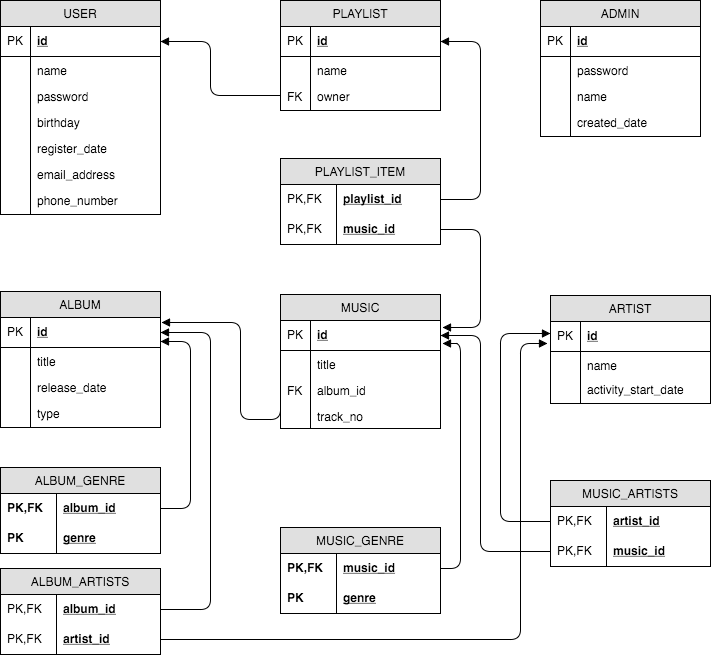 USER
PK id
name
password
birthday
register_date
email_address
phone_number
PLAYLIST
PK id
name
FK owner
ADMIN
PK id
password
name
created_date
PLAYLIST_ITEM
PK,FK playlist_id
PK,FK music_id
ALBUM
PK id
title
release_date
type
MUSIC
PK id
title
FK album_id
track_no
ARTIST
PK id
name
activity_start_date
ALBUM_GENRE
PK,FK album_id
PK genre
MUSIC_GENRE
PK,FK music_id
PK genre
MUSIC_ARTISTS
PK,FK artist_id
PK,FK music_id
ALBUM_ARTISTS
PK,FK album_id
PK,FK artist_id